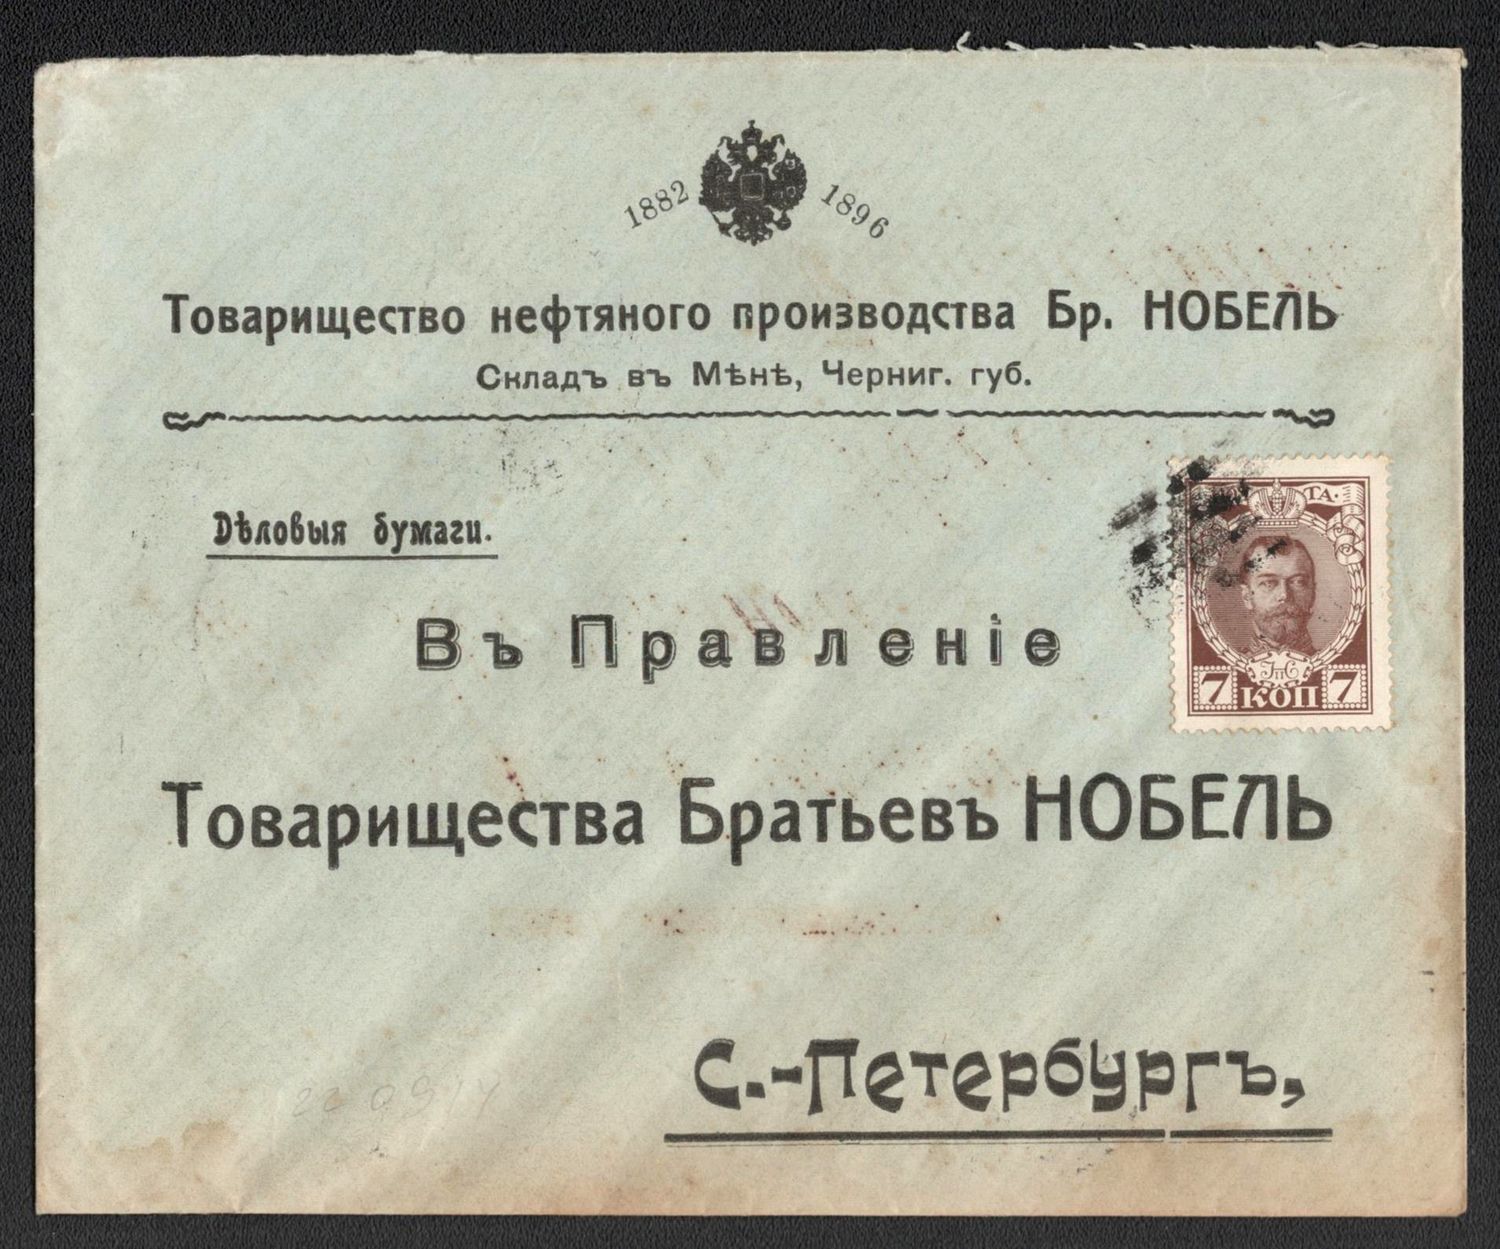 1882 1896
Товарищество нефтяного производства Бр. НОБЕЛЬ
Складъ въ Мѣнѣ, Черниг. губ.
Дѣловыя бумаги.
ТА.
7 КОП 7
Въ Правленіе
Товарищества Братьевъ НОБЕЛЬ
С.-Петербургъ,